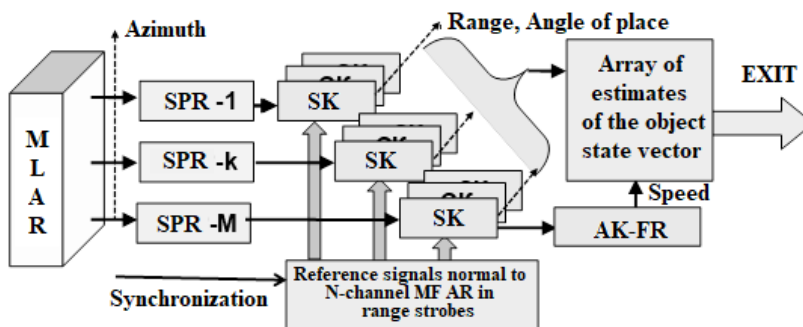 Azimuth
Range, Angle of place
MLAR
SPR -1
SPR -k
SPR -M
SK
SK
SK
Array of
estimates
of the object
state vector
EXIT
Speed
AK-FR
Synchronization
Reference signals normal to
N-channel MF AR in
range strobes